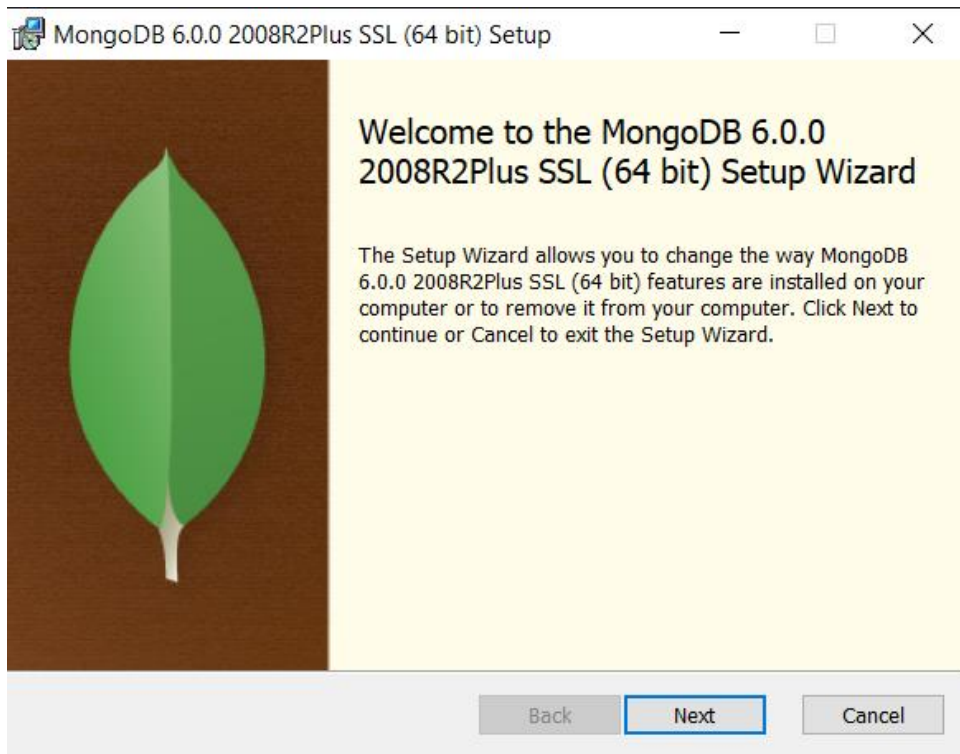 MongoDB 6.0.0 2008R2Plus SSL (64 bit) Setup
Welcome to the MongoDB 6.0.0
2008R2Plus SSL (64 bit) Setup Wizard
The Setup Wizard allows you to change the way MongoDB
6.0.0 2008R2Plus SSL (64 bit) features are installed on your
computer or to remove it from your computer. Click Next to
continue or Cancel to exit the Setup Wizard.
Back
Next
Cancel